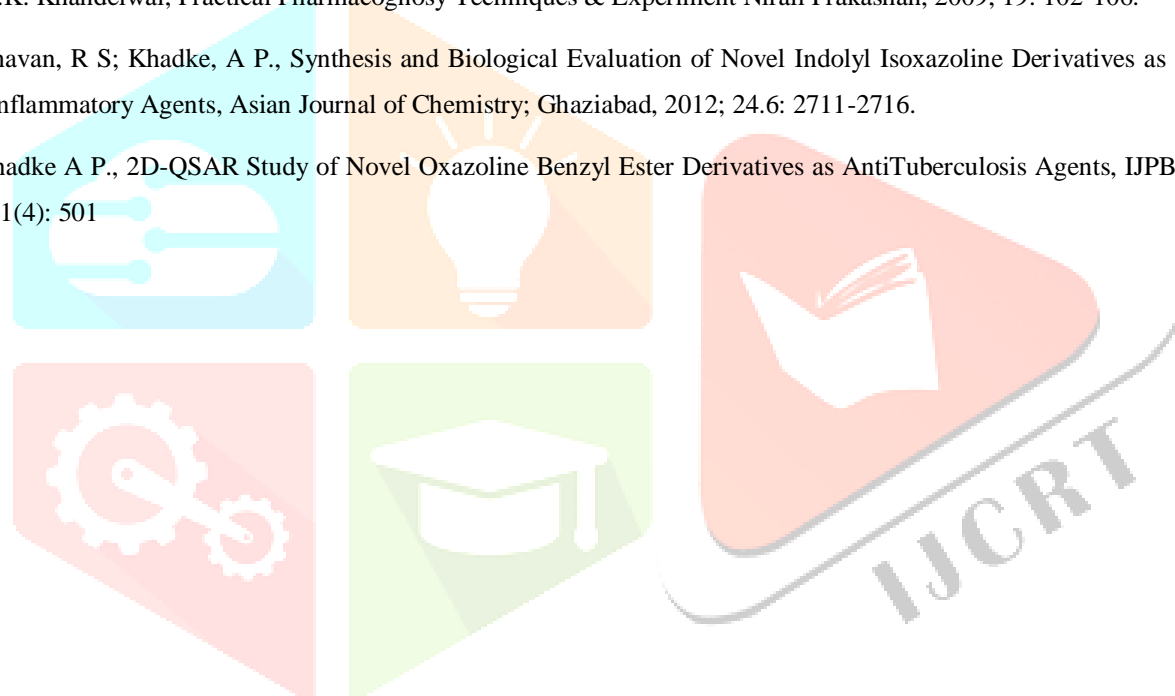 .K. Khandelwal, Practical Pharmacognosy Techniques & Experiment Nirali Prakashan, 2009; 19: 102-106.
havan, R S; Khadke, A P., Synthesis and Biological Evaluation of Novel Indolyl Isoxazoline Derivatives as
nflammatory Agents, Asian Journal of Chemistry; Ghaziabad, 2012; 24.6: 2711-2716.
hadke A P., 2D-QSAR Study of Novel Oxazoline Benzyl Ester Derivatives as AntiTuberculosis Agents, IJPB
1(4): 501
IJCRT